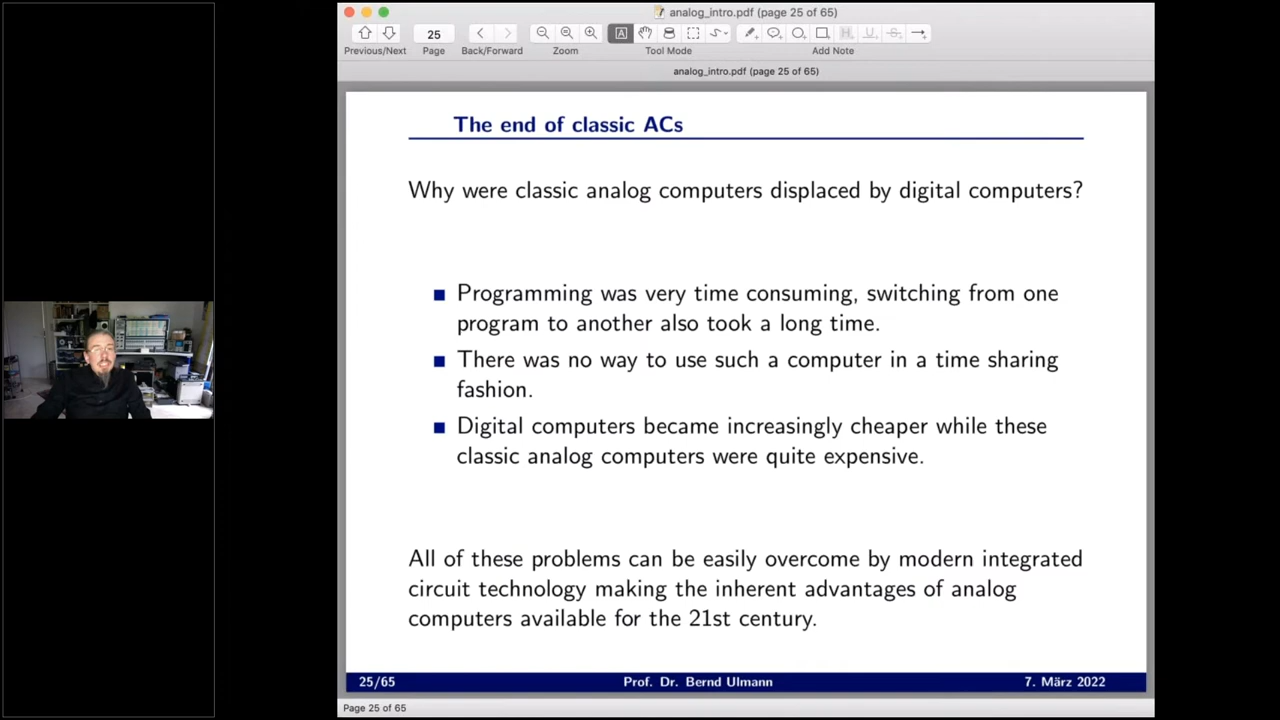 analog_intro.pdf (page 25 of 65)
25
Previous/Next
Page
Back/Forward
Zoom
Tool Mode
Add Note
analog_intro.pdf (page 25 of 65)
The end of classic ACs
Why were classic analog computers displaced by digital computers?
Programming was very time consuming, switching from one
program to another also took a long time.
There was no way to use such a computer in a time sharing
fashion.
Digital computers became increasingly cheaper while these
classic analog computers were quite expensive.
All of these problems can be easily overcome by modern integrated
circuit technology making the inherent advantages of analog
computers available for the 21st century.
25/65
Prof. Dr. Bernd Ulmann
7. März 2022
Page 25 of 65